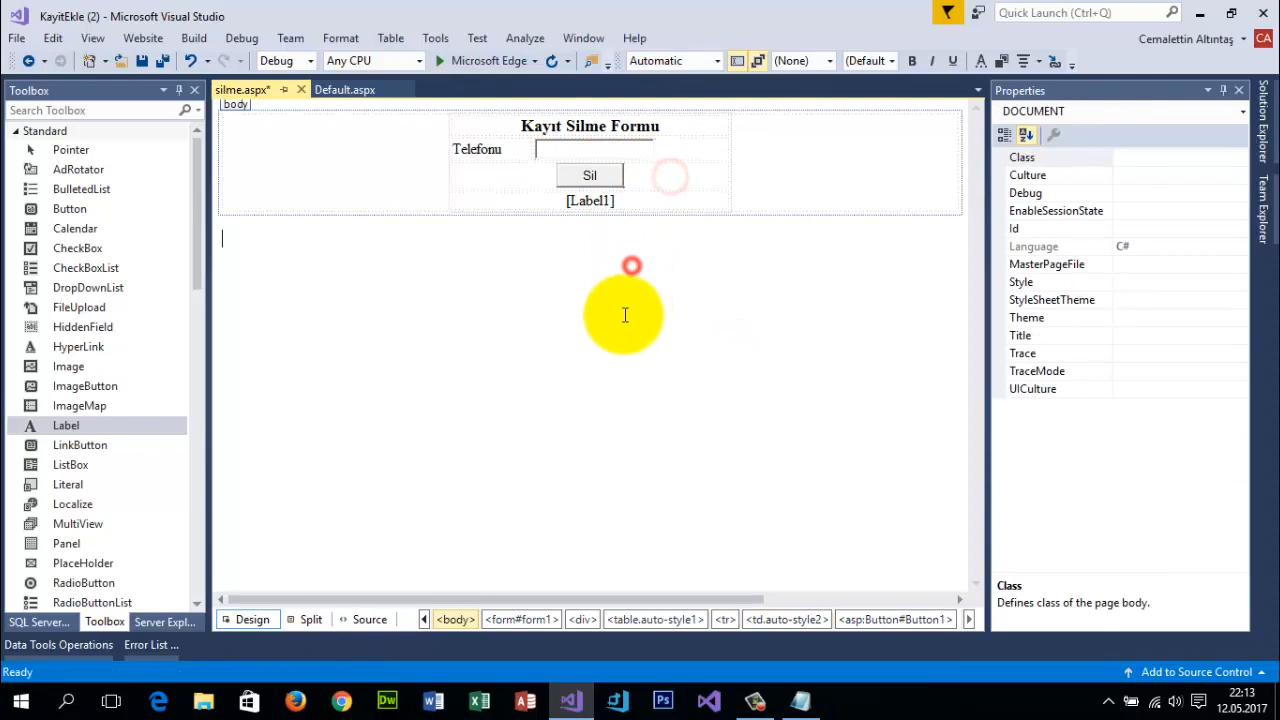 KayitEkle (2) - Microsoft Visual Studio
Quick Launch (Ctrl+Q)
File Edit View Website Build Debug Team Format Table Tools Test Analyze Window Help
Cemalettin Altıntaş CA
Debug Any CPU Microsoft Edge Automatic (None) (Default B I U A
Toolbox
silme.aspx* Default.aspx
Properties
Search Toolbox
body
DOCUMENT
Standard
Pointer
AdRotator
BulletedList
Button
Calendar
CheckBox
CheckBoxList
DropDownList
FileUpload
HiddenField
HyperLink
Image
ImageButton
ImageMap
Label
LinkButton
ListBox
Literal
Localize
MultiView
Panel
PlaceHolder
RadioButton
RadioButtonList
Kayıt Silme Formu
Telefonu
Sil
[Label1]
Class
Culture
Debug
EnableSessionState
Id
Language C#
MasterPageFile
Style
StyleSheetTheme
Theme
Title
Trace
TraceMode
UICulture
Class
Defines class of the page body.
Solution Explorer
Team Explorer
SQL Server... Toolbox Server Expl...
Design Split Source <body> <form#form1> <div> <table.auto-style1> <tr> <td.auto-style2> <asp:Button#Button1>
Data Tools Operations Error List ...
Ready
Add to Source Control
22:13
12.05.2017